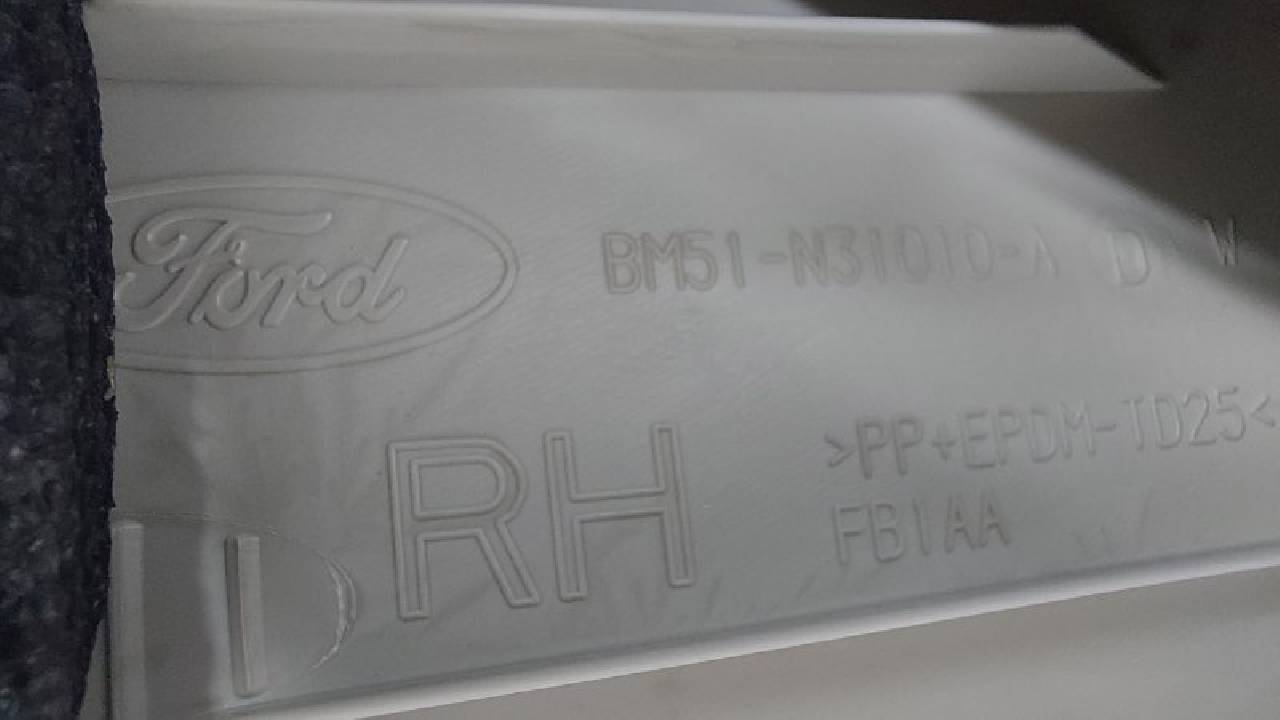 Ford
BM51-N31010-A D W
RH
>PP+EPDM-TD25<
FB1AA